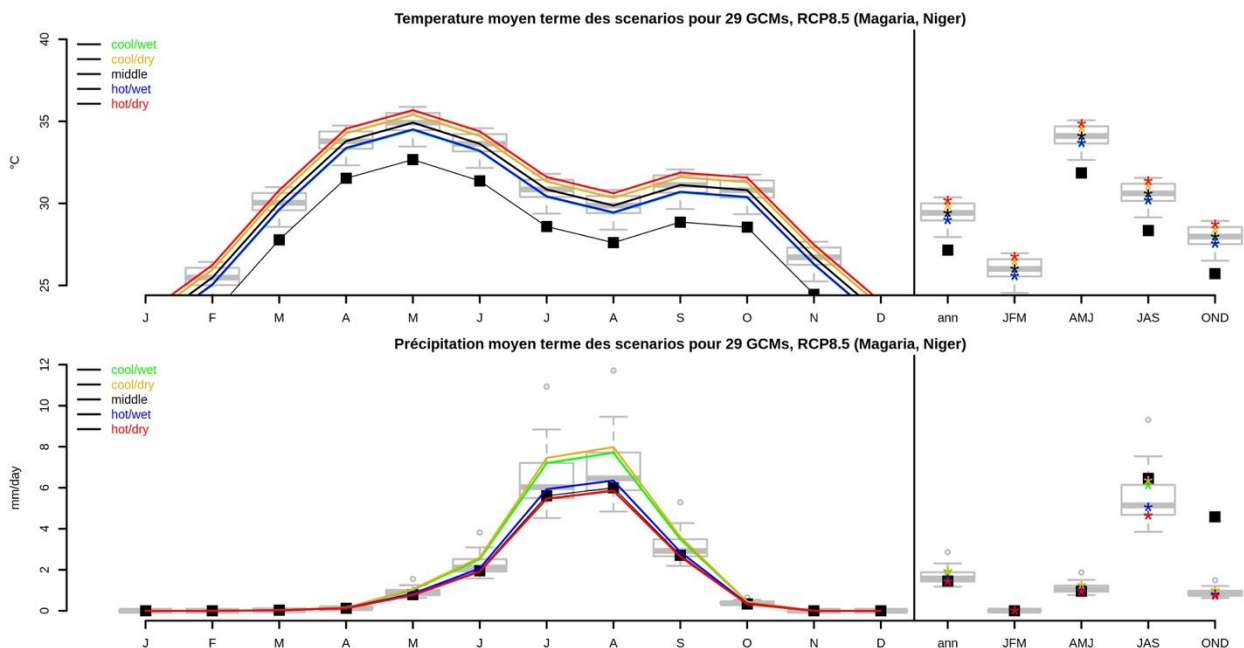 Temperature moyen terme des scenarios pour 29 GCMs, RCP8.5 (Magaria, Niger)
cool/wet
cool/dry
middle
hot/wet
hot/dry
°C
40
35
30
25
J F M A M J J A S O N D ann JFM AMJ JAS OND
Précipitation moyen terme des scenarios pour 29 GCMs, RCP8.5 (Magaria, Niger)
cool/wet
cool/dry
middle
hot/wet
hot/dry
mm/day
12
10
8
6
4
2
0
J F M A M J J A S O N D ann JFM AMJ JAS OND